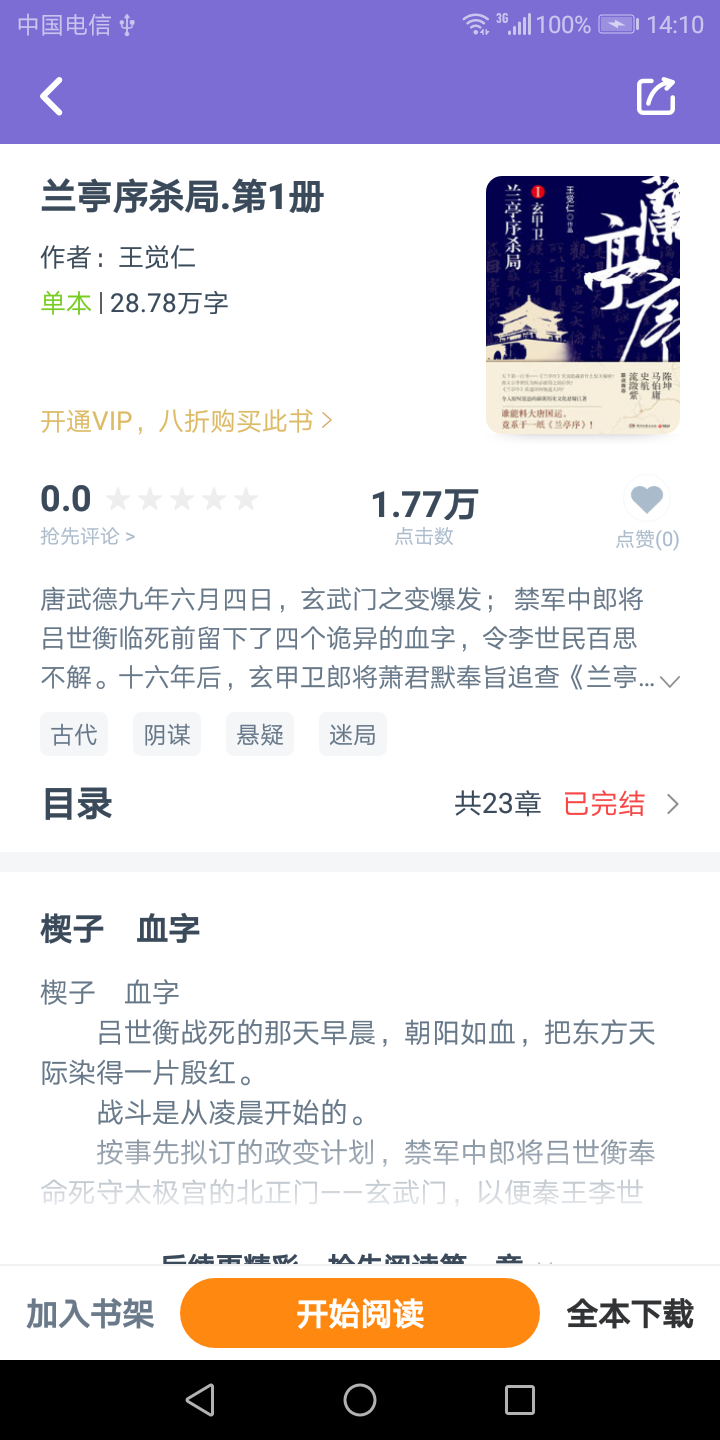 中国电信 3G 100% 14:10
兰亭序杀局.第1册
作者：王觉仁
单本 | 28.78万字
开通VIP，八折购买此书 >
兰亭序杀局
1 玄甲卫
王觉仁◎作品
蘭亭序
陈坤
马伯庸
史航
流潋紫
谁能料大唐国运，
竟系于一纸《兰亭序》！
0.0
抢先评论 >
1.77万
点击数
点赞(0)
唐武德九年六月四日，玄武门之变爆发； 禁军中郎将
吕世衡临死前留下了四个诡异的血字，令李世民百思
不解。十六年后，玄甲卫郎将萧君默奉旨追查《兰亭...
古代 阴谋 悬疑 迷局
目录 共23章 已完结 >
楔子 血字
楔子 血字
吕世衡战死的那天早晨，朝阳如血，把东方天
际染得一片殷红。
战斗是从凌晨开始的。
按事先拟订的政变计划，禁军中郎将吕世衡奉
命死守太极宫的北正门——玄武门，以便秦王李世
后续更精彩 抢先阅读第一章
加入书架 开始阅读 全本下载